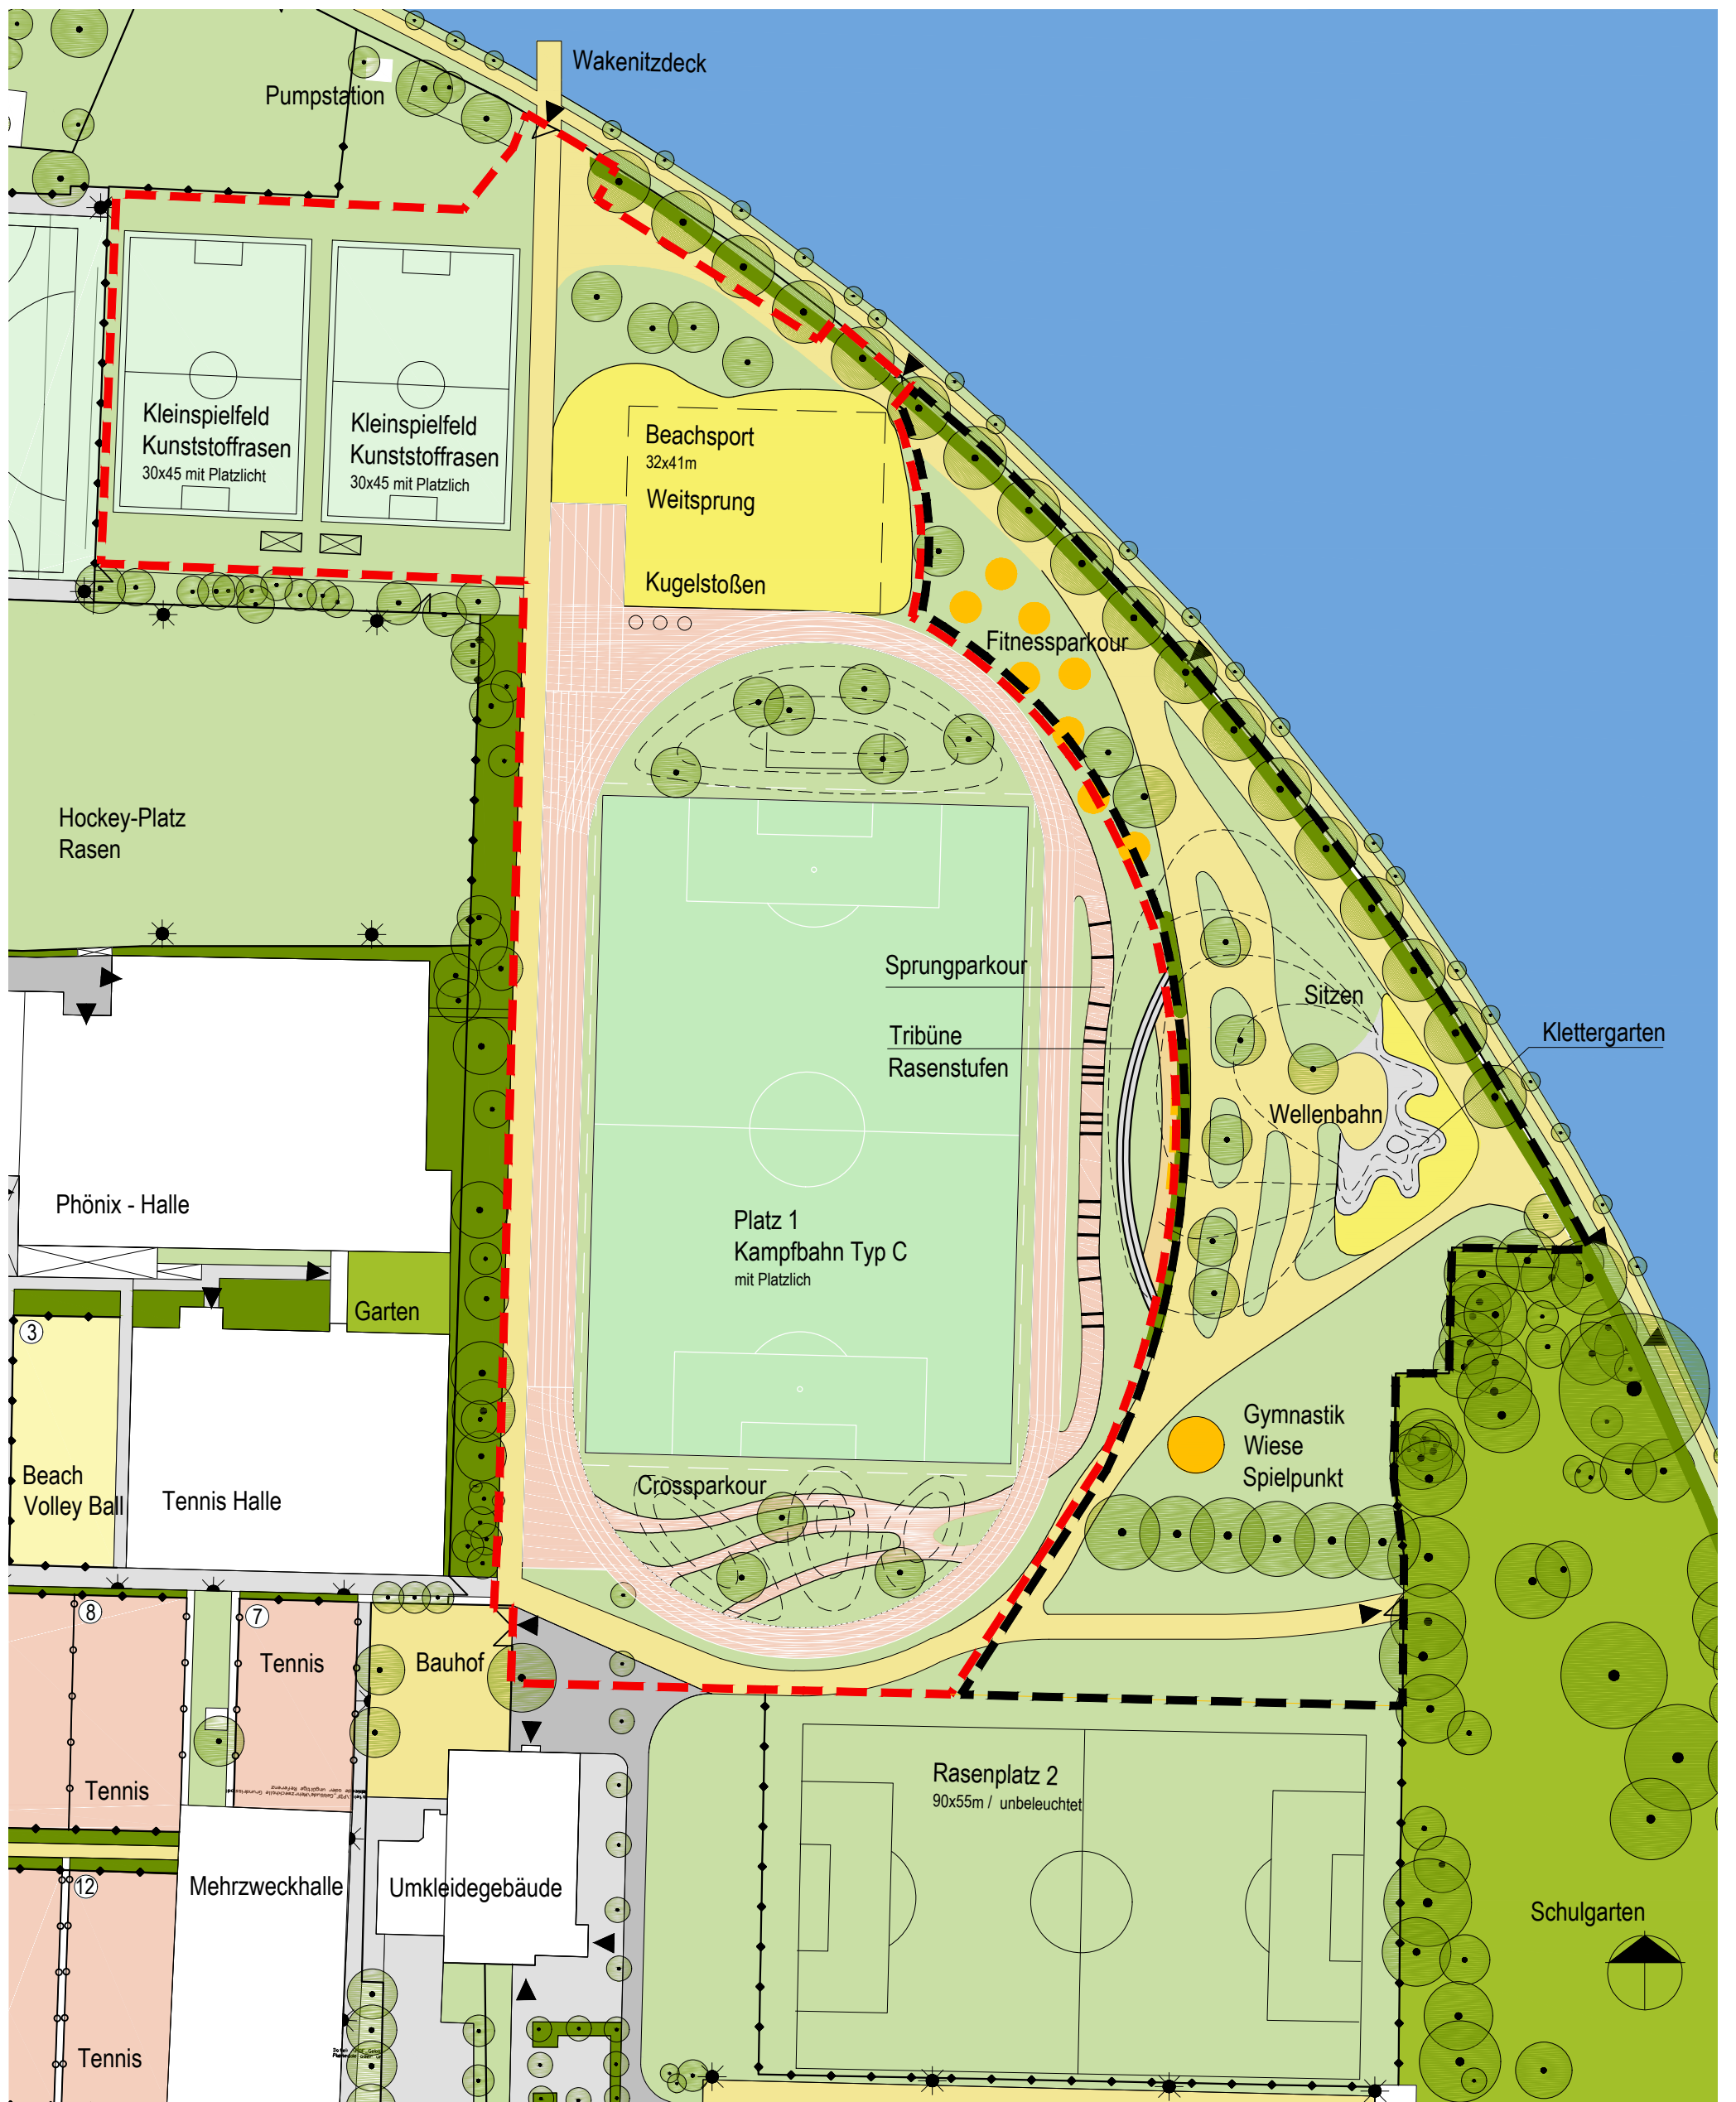 Wakenitzdeck
Pumpstation
Kleinspielfeld
Kunststoffrasen
30x45 mit Platzlicht
Kleinspielfeld
Kunststoffrasen
30x45 mit Platzlich
Beachsport
32x41m
Weitsprung
Kugelstoßen
Fitnessparkour
Hockey-Platz
Rasen
Sprungparkour
Tribüne
Rasenstufen
Sitzen
Klettergarten
Wellenbahn
Phönix - Halle
Platz 1
Kampfbahn Typ C
mit Platzlich
Garten
3
Beach
Volley Ball
Tennis Halle
Crossparkour
Gymnastik
Wiese
Spielpunkt
8
7
Tennis
Bauhof
Tennis
Rasenplatz 2
90x55m / unbeleuchtet
12
Mehrzweckhalle
Umkleidegebäude
Schulgarten
Tennis